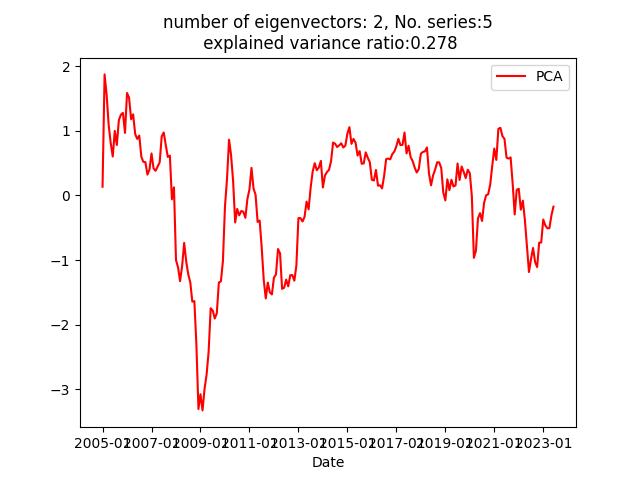 number of eigenvectors: 2, No. series:5
explained variance ratio:0.278
PCA
2
1
0
−1
−2
−3
2005-01 2007-01 2009-01 2011-01 2013-01 2015-01 2017-01 2019-01 2021-01 2023-01
Date